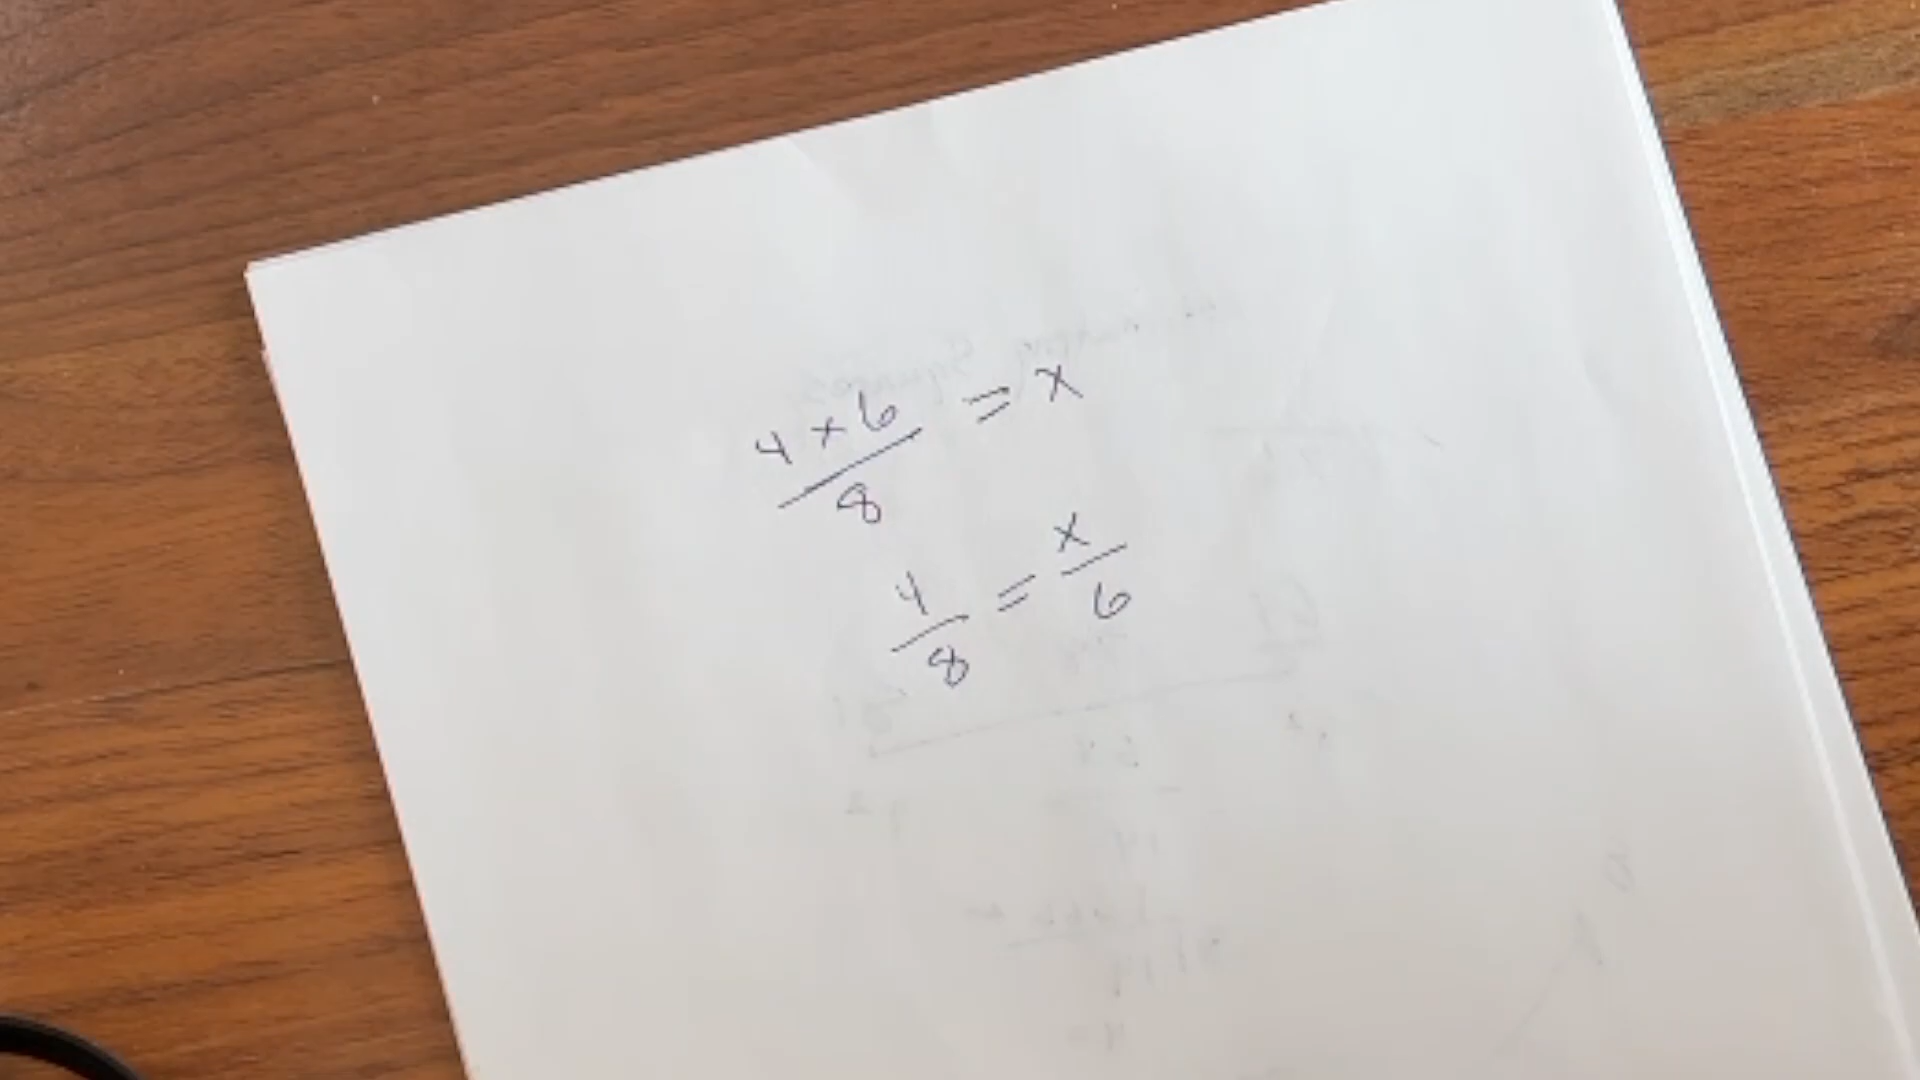 4 × 6 / 8 = x
4 / 8 = x / 6